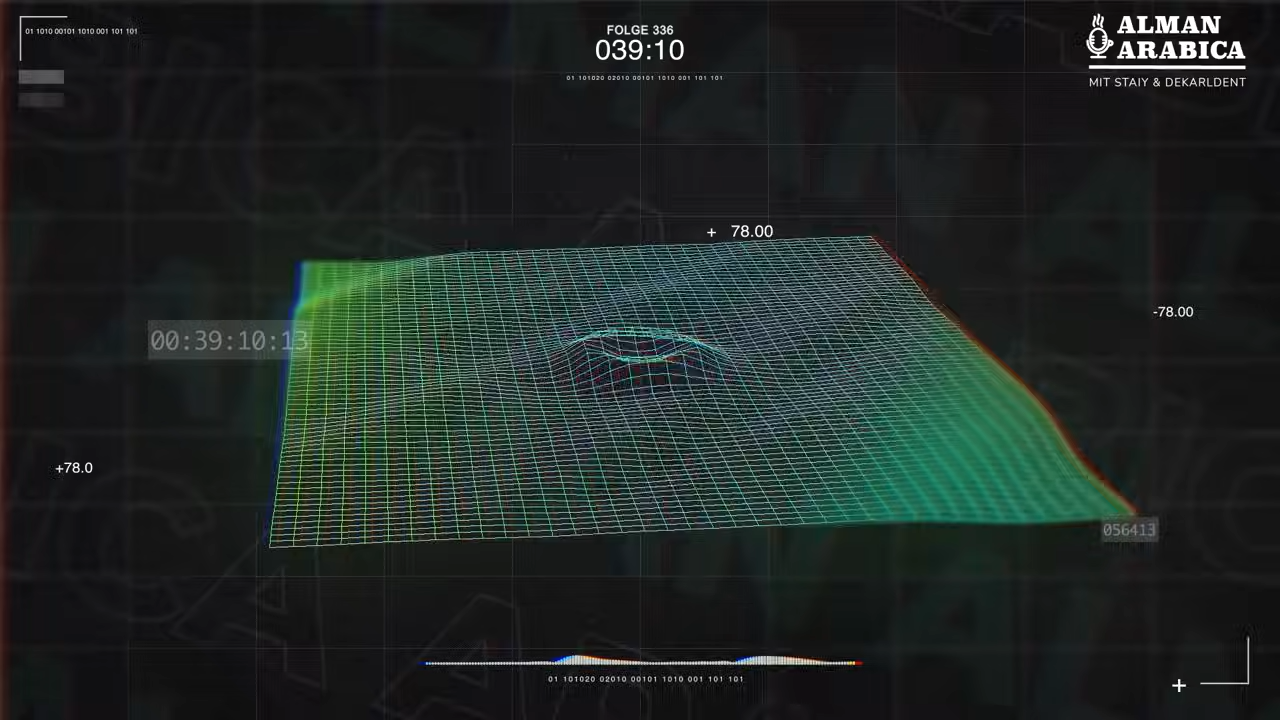 01 1010 00101 1010 001 101 101
FOLGE 336
039:10
01 101020 02010 00101 1010 001 101 101
ALMAN
ARABICA
MIT STAIY & DEKARLDENT
+ 78.00
-78.00
00:39:10:13
+78.0
056413
01 101020 02010 00101 1010 001 101 101
+